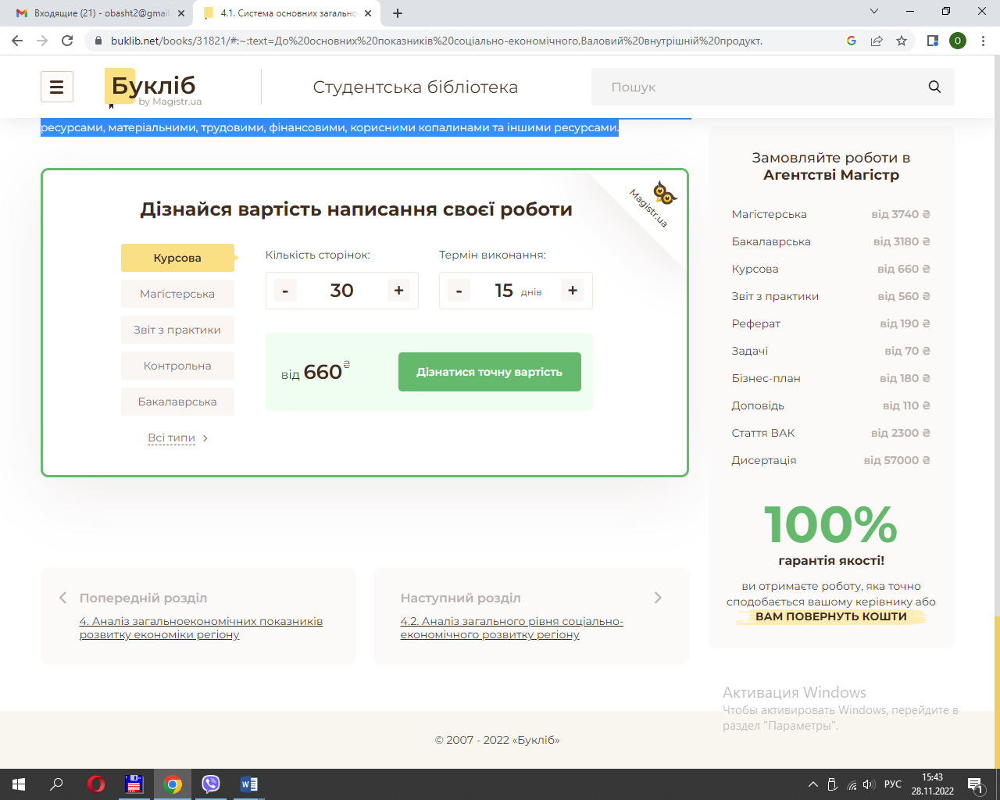 Входящие (21) - obasht2@gmail
4.1. Система основних загально
buklib.net/books/31821/#:~:text=До%20основних%20показників%20соціально-економічного,Валовий%20внутрішній%20продукт.
О
Букліб
by Magistr.ua
Студентська бібліотека
Пошук
ресурсами, матеріальними, трудовими, фінансовими, корисними копалинами та іншими ресурсами.
Дізнайся вартість написання своєї роботи
Magistr.ua
Курсова
Магістерська
Звіт з практики
Контрольна
Бакалаврська
Всі типи
Кількість сторінок:
- 30 +
Термін виконання:
- 15 днів +
від 660 ₴
Дізнатися точну вартість
Замовляйте роботи в
Агентстві Магістр
Магістерська від 3740 ₴
Бакалаврська від 3180 ₴
Курсова від 660 ₴
Звіт з практики від 560 ₴
Реферат від 190 ₴
Задачі від 70 ₴
Бізнес-план від 180 ₴
Доповідь від 110 ₴
Стаття ВАК від 2300 ₴
Дисертація від 57000 ₴
100%
гарантія якості!
ви отримаєте роботу, яка точно
сподобається вашому керівнику або
ВАМ ПОВЕРНУТЬ КОШТИ
Попередній розділ
4. Аналіз загальноекономічних показників
розвитку економіки регіону
Наступний розділ
4.2. Аналіз загального рівня соціально-
економічного розвитку регіону
Активация Windows
Чтобы активировать Windows, перейдите в
раздел "Параметры".
© 2007 - 2022 «Букліб»
РУС
15:43
28.11.2022
1